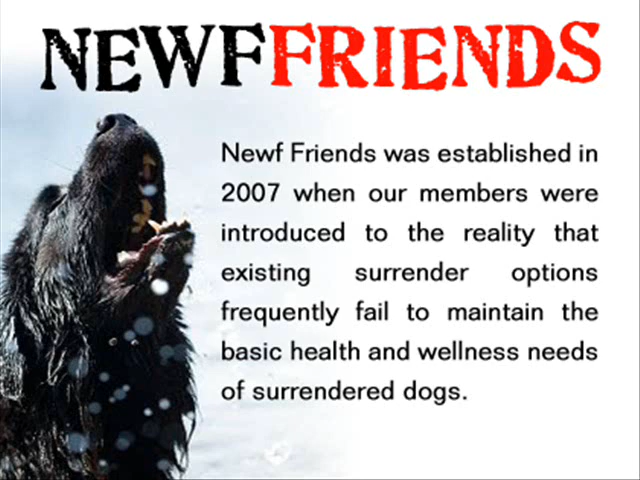 NEWFFRIENDS
Newf Friends was established in
2007 when our members were
introduced to the reality that
existing surrender options
frequently fail to maintain the
basic health and wellness needs
of surrendered dogs.